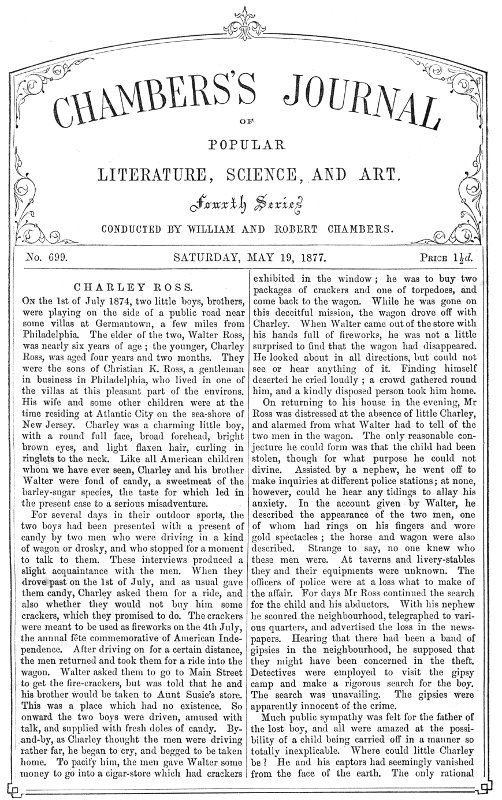 CHAMBERS'S JOURNAL
OF
POPULAR
LITERATURE, SCIENCE, AND ART.
Fourth Series
CONDUCTED BY WILLIAM AND ROBERT CHAMBERS.
No. 699.
SATURDAY, MAY 19, 1877.
PRICE 1½d.
CHARLEY ROSS.
ON the 1st of July 1874, two little boys, brothers,
were playing on the side of a public road near
some villas at Germantown, a few miles from
Philadelphia. The elder of the two, Walter Ross,
was nearly six years of age; the younger, Charley
Ross, was aged four years and two months. They
were the sons of Christian K. Ross, a gentleman
in business in Philadelphia, who lived in one of
the villas at this pleasant part of the environs.
His wife and some other children were at the
time residing at Atlantic City on the sea-shore of
New Jersey. Charley was a charming little boy,
with a round full face, broad forehead, bright
brown eyes, and light flaxen hair, curling in
ringlets to the neck. Like all American children
whom we have ever seen, Charley and his brother
Walter were fond of candy, a sweetmeat of the
barley-sugar species, the taste for which led in
the present case to a serious misadventure.
For several days in their outdoor sports, the
two boys had been presented with a present of
candy by two men who were driving in a kind
of wagon or drosky, and who stopped for a moment
to talk to them. These interviews produced a
slight acquaintance with the men. When they
drove past on the 1st of July, and as usual gave
them candy, Charley asked them for a ride, and
also whether they would not buy him some
crackers, which they promised to do. The crackers
were meant to be used as fireworks on the 4th July,
the annual fête commemorative of American Inde-
pendence. After driving on for a certain distance,
the men returned and took them for a ride into the
wagon. Walter asked them to go to Main Street
to get the fire-crackers, but was told that he and
his brother would be taken to Aunt Susie's store.
This was a place which had no existence. So
onward the two boys were driven, amused with
talk, and supplied with fresh doles of candy. By-
and-by, as Charley thought the men were driving
rather far, he began to cry, and begged to be taken
home. To pacify him, the men gave Walter some
money to go into a cigar-store which had crackers
exhibited in the window; he was to buy two
packages of crackers and one of torpedoes, and
come back to the wagon. While he was gone on
this deceitful mission, the wagon drove off with
Charley. When Walter came out of the store with
his hands full of fireworks, he was not a little
surprised to find that the wagon had disappeared.
He looked about in all directions, but could not
see or hear anything of it. Finding himself
deserted he cried loudly; a crowd gathered round
him, and a kindly disposed person took him home.
On returning to his house in the evening, Mr
Ross was distressed at the absence of little Charley,
and alarmed from what Walter had to tell of the
two men in the wagon. The only reasonable con-
jecture he could form was that the child had been
stolen, though for what purpose he could not
divine. Assisted by a nephew, he went off to
make inquiries at different police stations; at none,
however, could he hear any tidings to allay his
anxiety. In the account given by Walter, he
described the appearance of the two men, one
of whom had rings on his fingers and wore
gold spectacles; the horse and wagon were also
described. Strange to say, no one knew who
these men were. At taverns and livery-stables
they and their equipments were unknown. The
officers of police were at a loss what to make of
the affair. For days Mr Ross continued the search
for the child and his abductors. With his nephew
he scoured the neighbourhood, telegraphed to vari-
ous quarters, and advertised the loss in the news-
papers. Hearing that there had been a band of
gipsies in the neighbourhood, he supposed that
they might have been concerned in the theft.
Detectives were employed to visit the gipsy
camp and make a rigorous search for the boy.
The search was unavailing. The gipsies were
apparently innocent of the crime.
Much public sympathy was felt for the father of
the lost boy, and all were amazed at the possi-
bility of a child being carried off in a manner so
totally inexplicable. Where could little Charley
be? He and his captors had seemingly vanished
from the face of the earth. The only rational